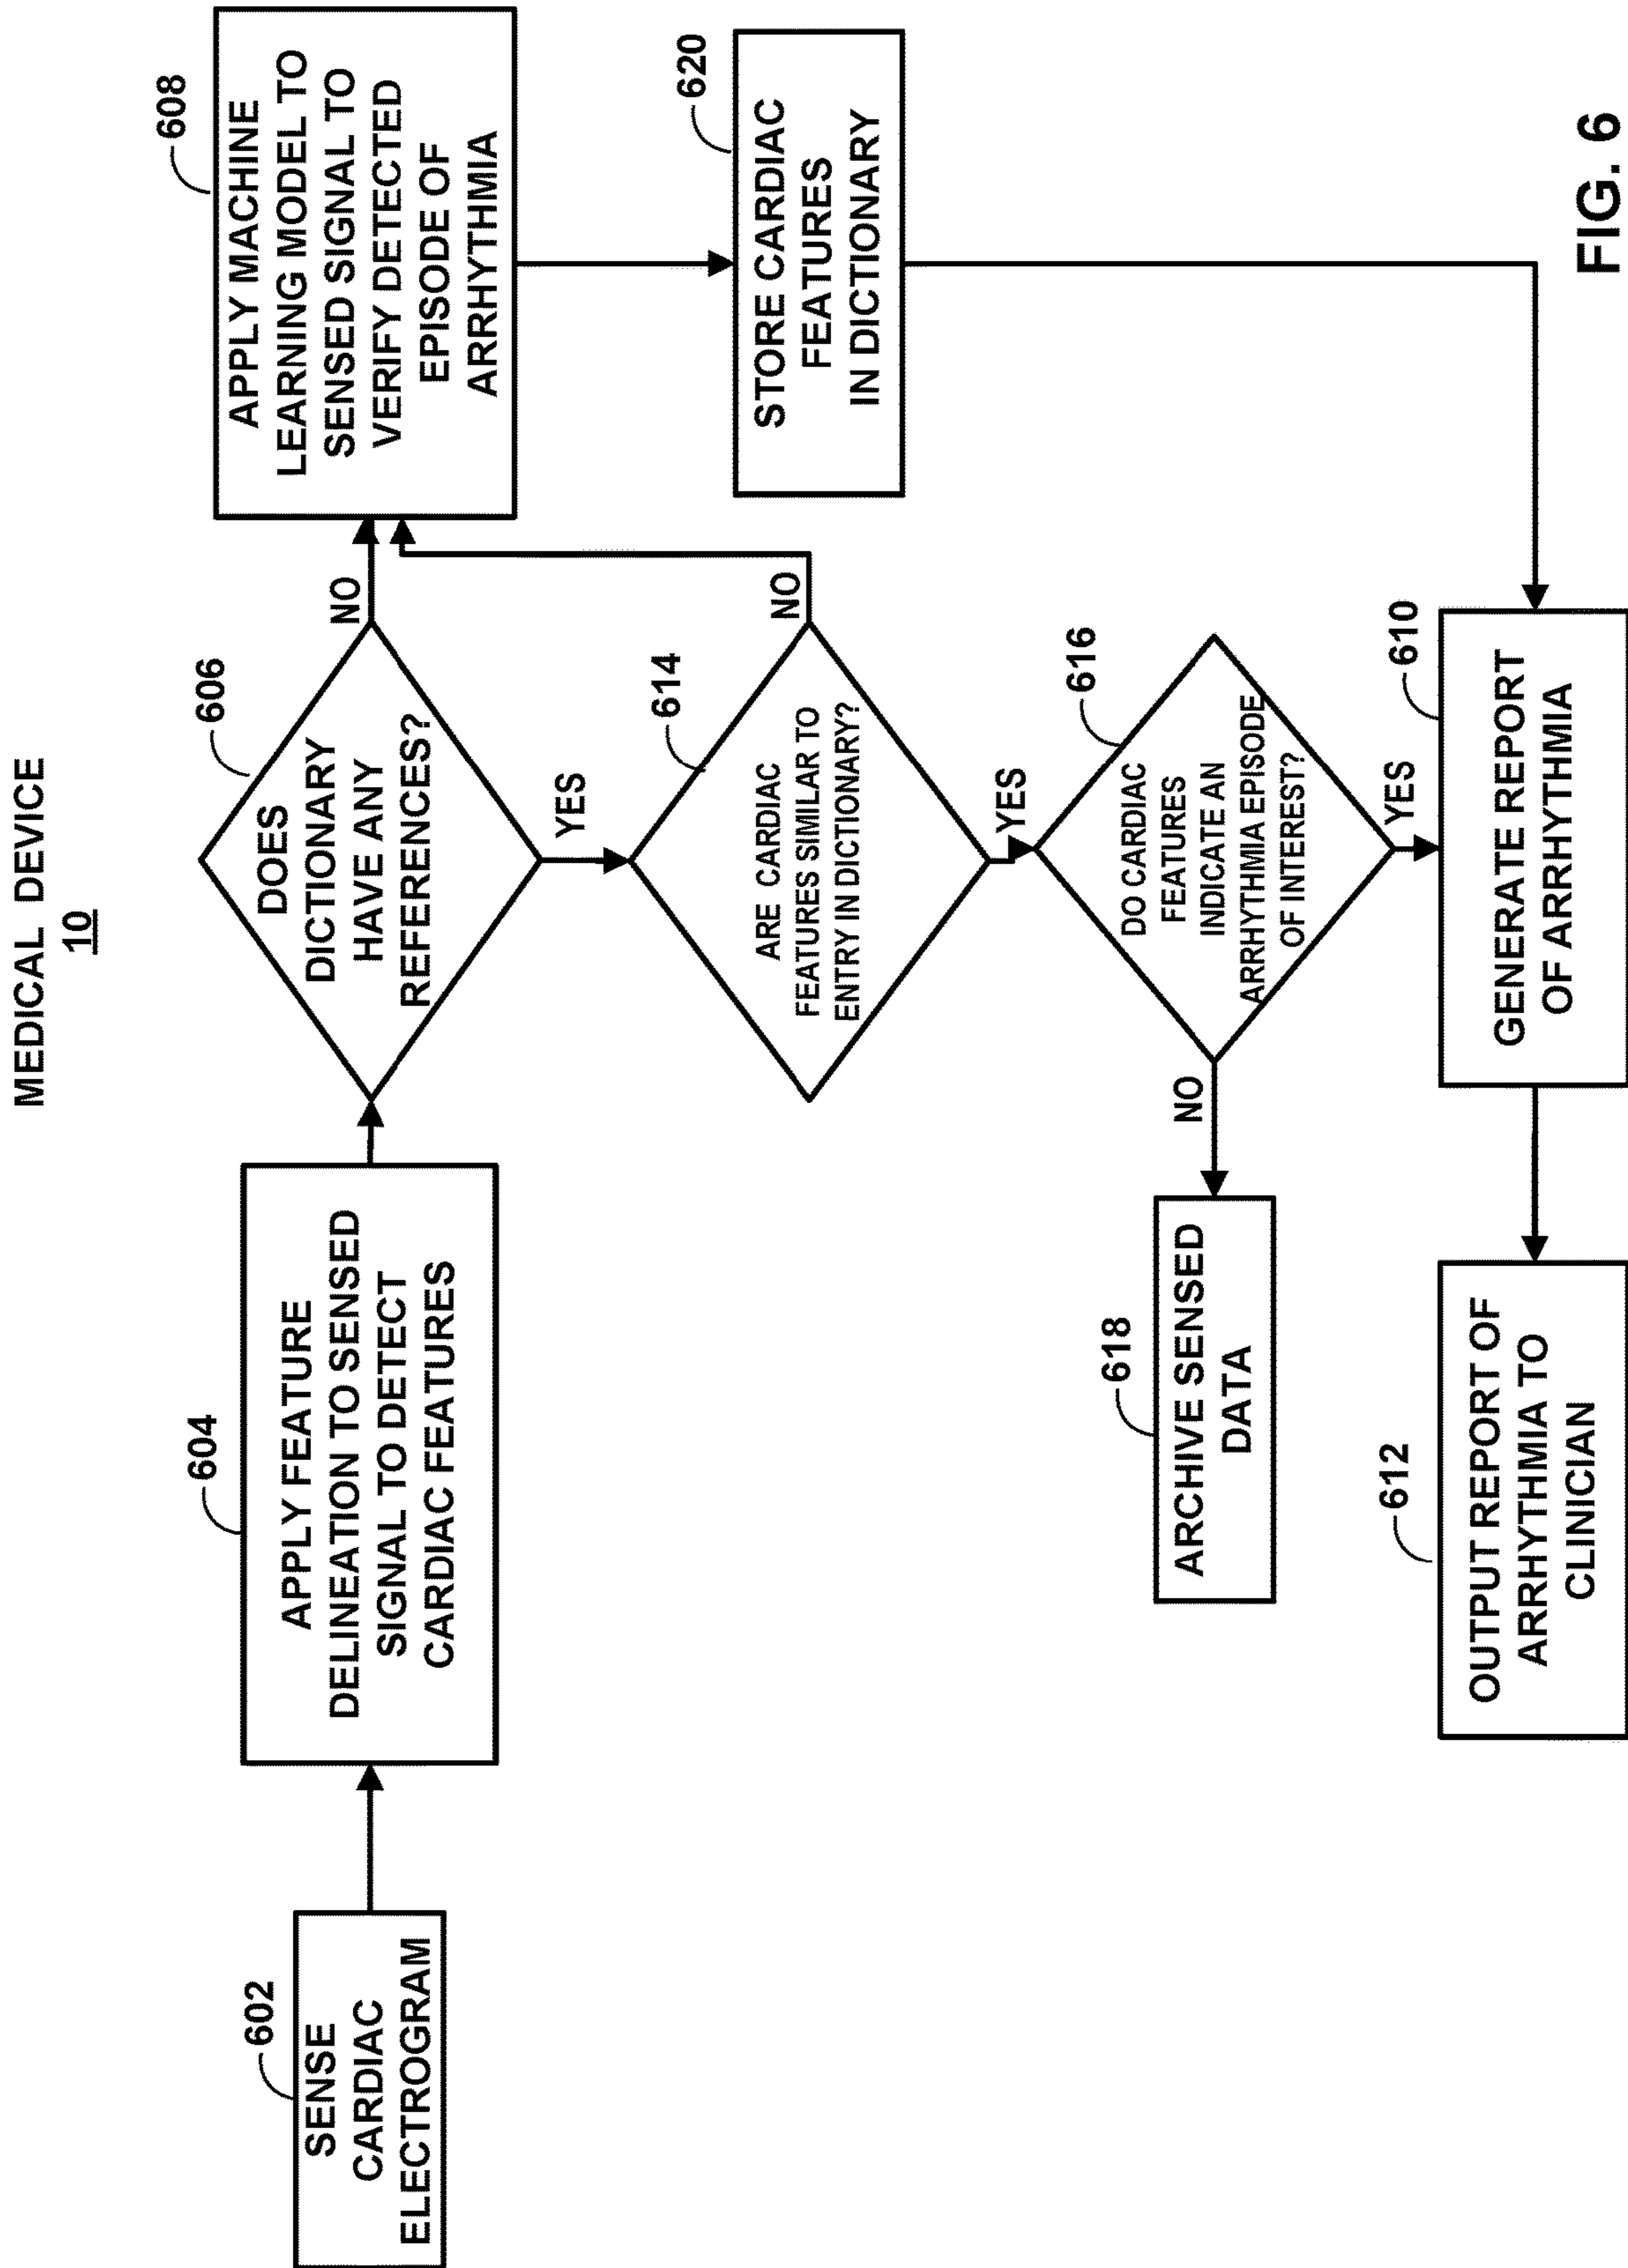 MEDICAL DEVICE
10
602
SENSE
CARDIAC
ELECTROGRAM
604
APPLY FEATURE
DELINEATION TO SENSED
SIGNAL TO DETECT
CARDIAC FEATURES
606
DOES
DICTIONARY
HAVE ANY
REFERENCES?
NO
YES
608
APPLY MACHINE
LEARNING MODEL TO
SENSED SIGNAL TO
VERIFY DETECTED
EPISODE OF
ARRHYTHMIA
614
ARE CARDIAC
FEATURES SIMILAR TO
ENTRY IN DICTIONARY?
NO
YES
620
STORE CARDIAC
FEATURES
IN DICTIONARY
616
DO CARDIAC
FEATURES
INDICATE AN
ARRHYTHMIA EPISODE
OF INTEREST?
NO
YES
618
ARCHIVE SENSED
DATA
610
GENERATE REPORT
OF ARRHYTHMIA
612
OUTPUT REPORT OF
ARRHYTHMIA TO
CLINICIAN
FIG. 6